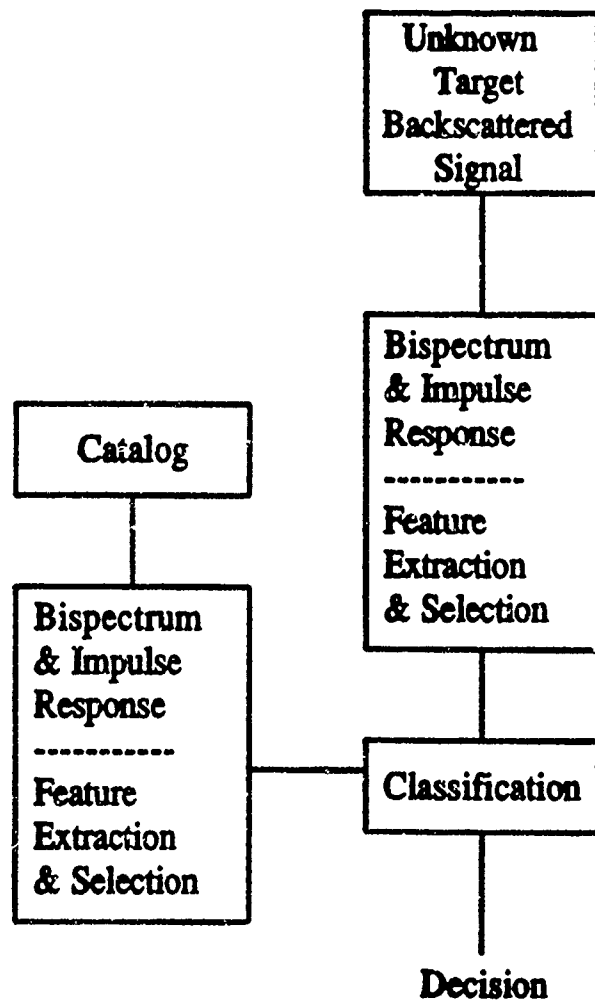 Unknown
Target
Backscattered
Signal
Bispectrum
& Impulse
Response
-----------
Feature
Extraction
& Selection
Catalog
Bispectrum
& Impulse
Response
-----------
Feature
Extraction
& Selection
Classification
Decision